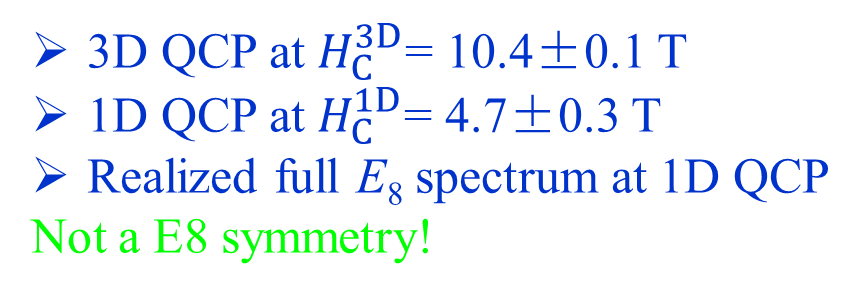 ➢ 3D QCP at H_C^3D = 10.4±0.1 T
➢ 1D QCP at H_C^1D = 4.7±0.3 T
➢ Realized full E₈ spectrum at 1D QCP
Not a E8 symmetry!